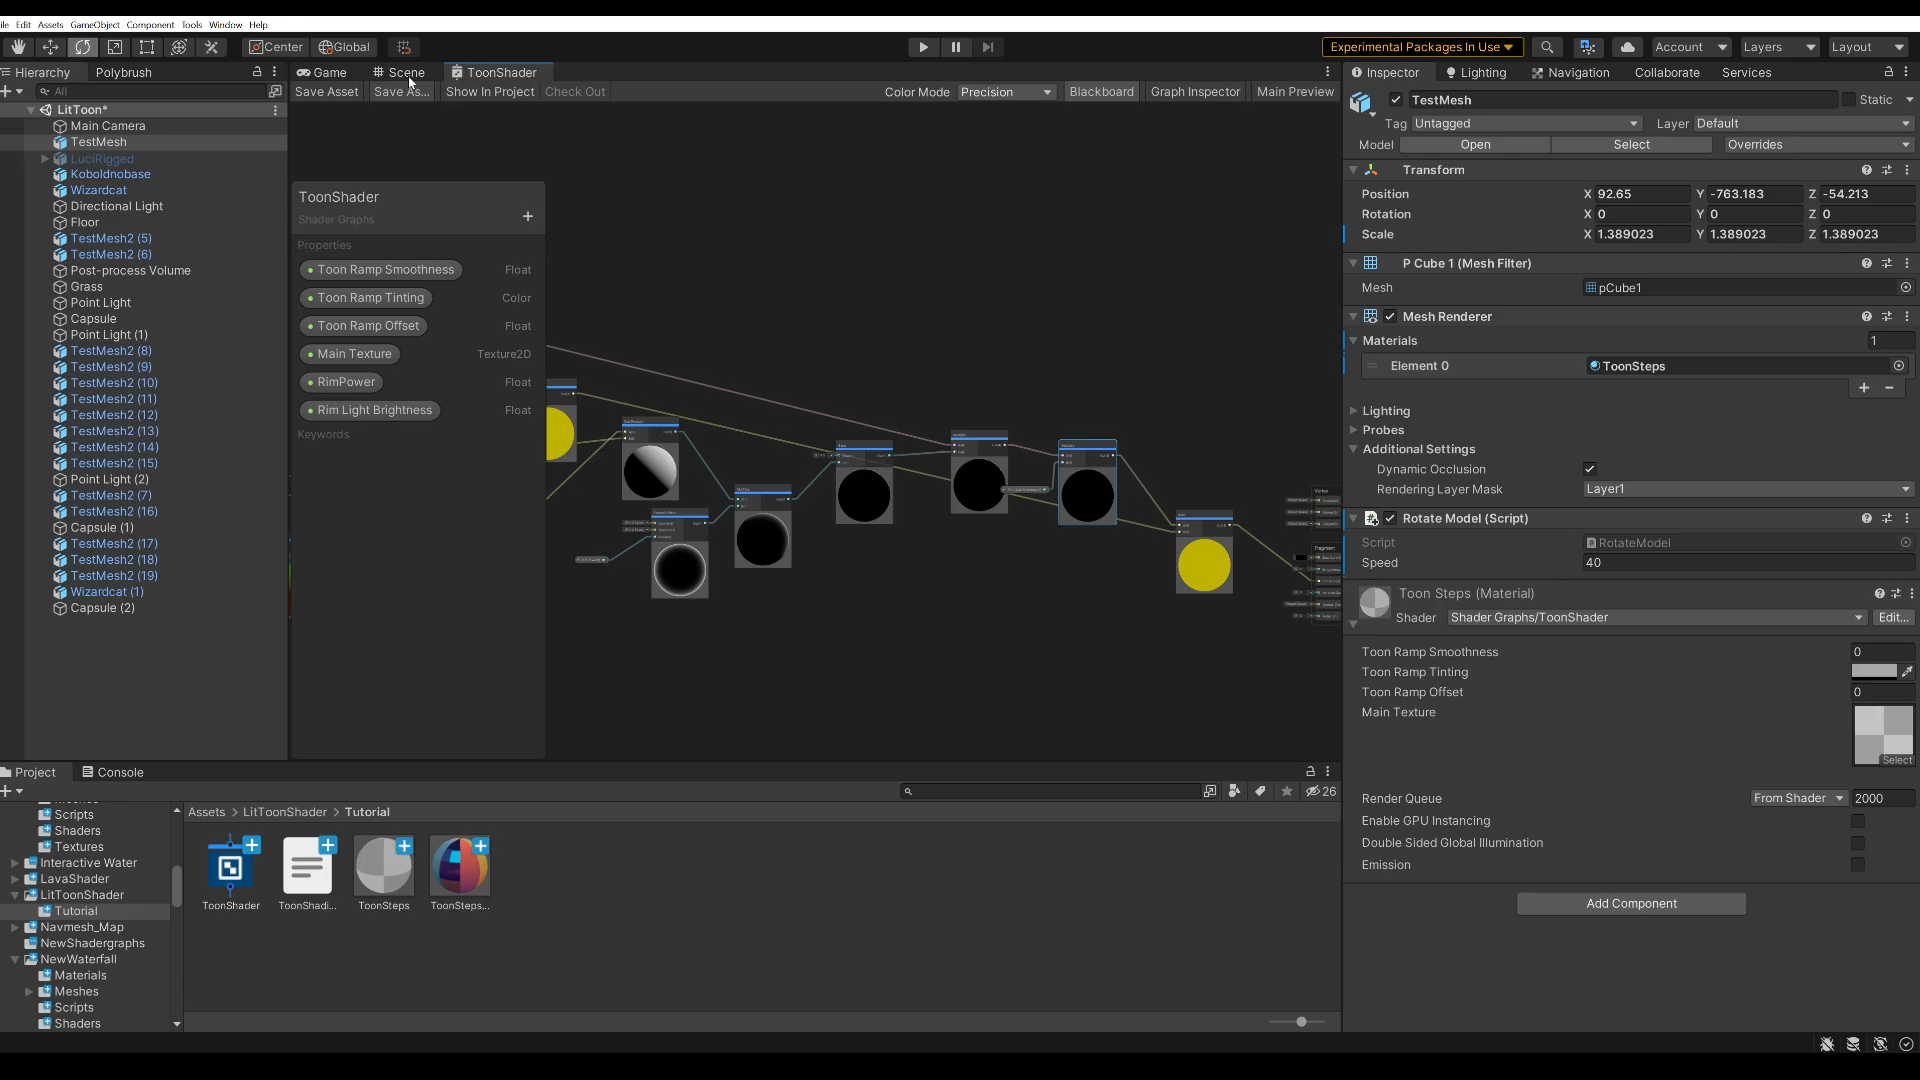 ile Edit Assets GameObject Component Tools Window Help
Center Global
Experimental Packages In Use ▾
Account Layers Layout
Hierarchy Polybrush
All
LitToon*
Main Camera
TestMesh
LuciRigged
Koboldnobase
Wizardcat
Directional Light
Floor
TestMesh2 (5)
TestMesh2 (6)
Post-process Volume
Grass
Point Light
Capsule
Point Light (1)
TestMesh2 (8)
TestMesh2 (9)
TestMesh2 (10)
TestMesh2 (11)
TestMesh2 (12)
TestMesh2 (13)
TestMesh2 (14)
TestMesh2 (15)
Point Light (2)
TestMesh2 (7)
TestMesh2 (16)
Capsule (1)
TestMesh2 (17)
TestMesh2 (18)
TestMesh2 (19)
Wizardcat (1)
Capsule (2)
Game Scene ToonShader
Save Asset Save As... Show In Project Check Out Color Mode Precision Blackboard Graph Inspector Main Preview
ToonShader
Shader Graphs
Properties
Toon Ramp Smoothness Float
Toon Ramp Tinting Color
Toon Ramp Offset Float
Main Texture Texture2D
RimPower Float
Rim Light Brightness Float
Keywords
Vertex
Fragment
Inspector Lighting Navigation Collaborate Services
TestMesh Static
Tag Untagged Layer Default
Model Open Select Overrides
Transform
Position X 92.65 Y -763.183 Z -54.213
Rotation X 0 Y 0 Z 0
Scale X 1.389023 Y 1.389023 Z 1.389023
P Cube 1 (Mesh Filter)
Mesh pCube1
Mesh Renderer
Materials 1
Element 0 ToonSteps
Lighting
Probes
Additional Settings
Dynamic Occlusion
Rendering Layer Mask Layer1
Rotate Model (Script)
Script RotateModel
Speed 40
Toon Steps (Material)
Shader Shader Graphs/ToonShader Edit...
Toon Ramp Smoothness 0
Toon Ramp Tinting
Toon Ramp Offset 0
Main Texture
Select
Render Queue From Shader 2000
Enable GPU Instancing
Double Sided Global Illumination
Emission
Add Component
Project Console
26
Scripts
Shaders
Textures
Interactive Water
LavaShader
LitToonShader
Tutorial
Navmesh_Map
NewShadergraphs
NewWaterfall
Materials
Meshes
Scripts
Shaders
Assets > LitToonShader > Tutorial
ToonShader ToonShadi... ToonSteps ToonSteps...